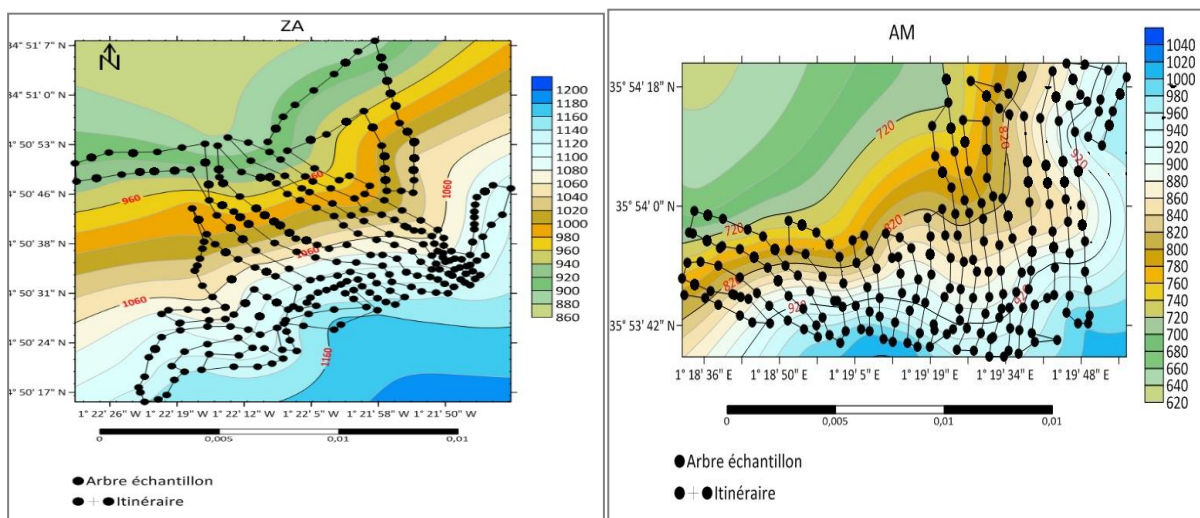 ZA
N
34° 51' 7" N
4° 51' 0" N
4° 50' 53" N
4° 50' 46" N
4° 50' 38" N
4° 50' 31" N
4° 50' 24" N
4° 50' 17" N
960
960
1060
1060
1060
1160
1200
1180
1160
1140
1120
1100
1080
1060
1040
1020
1000
980
960
940
920
900
880
860
1° 22' 26" W
1° 22' 19" W
1° 22' 12" W
1° 22' 5" W
1° 21' 58" W
1° 21' 50" W
0
0,005
0,01
0,01
Arbre échantillon
Itinéraire
AM
35° 54' 18" N
35° 54' 0" N
35° 53' 42" N
720
820
920
820
720
820
920
920
1040
1020
1000
980
960
940
920
900
880
860
840
820
800
780
760
740
720
700
680
660
640
620
1° 18' 36" E
1° 18' 50" E
1° 19' 5" E
1° 19' 19" E
1° 19' 34" E
1° 19' 48" E
0
0,005
0,01
0,01
Arbre échantillon
Itinéraire